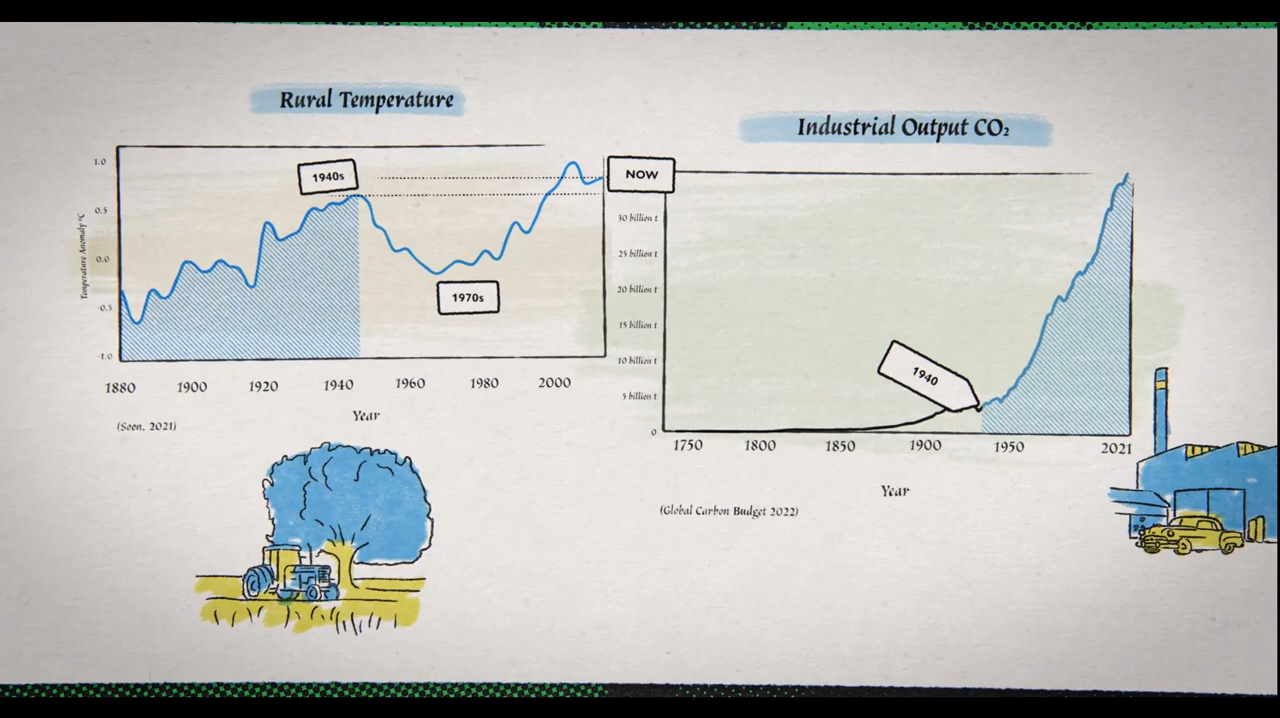 Rural Temperature
1.0
0.5
0.0
-0.5
-1.0
Temperature Anomaly °C
1940s
1970s
1880 1900 1920 1940 1960 1980 2000
Year
(Soon, 2021)
NOW
Industrial Output CO₂
30 billion t
25 billion t
20 billion t
15 billion t
10 billion t
5 billion t
0
1940
1750 1800 1850 1900 1950 2021
Year
(Global Carbon Budget 2022)